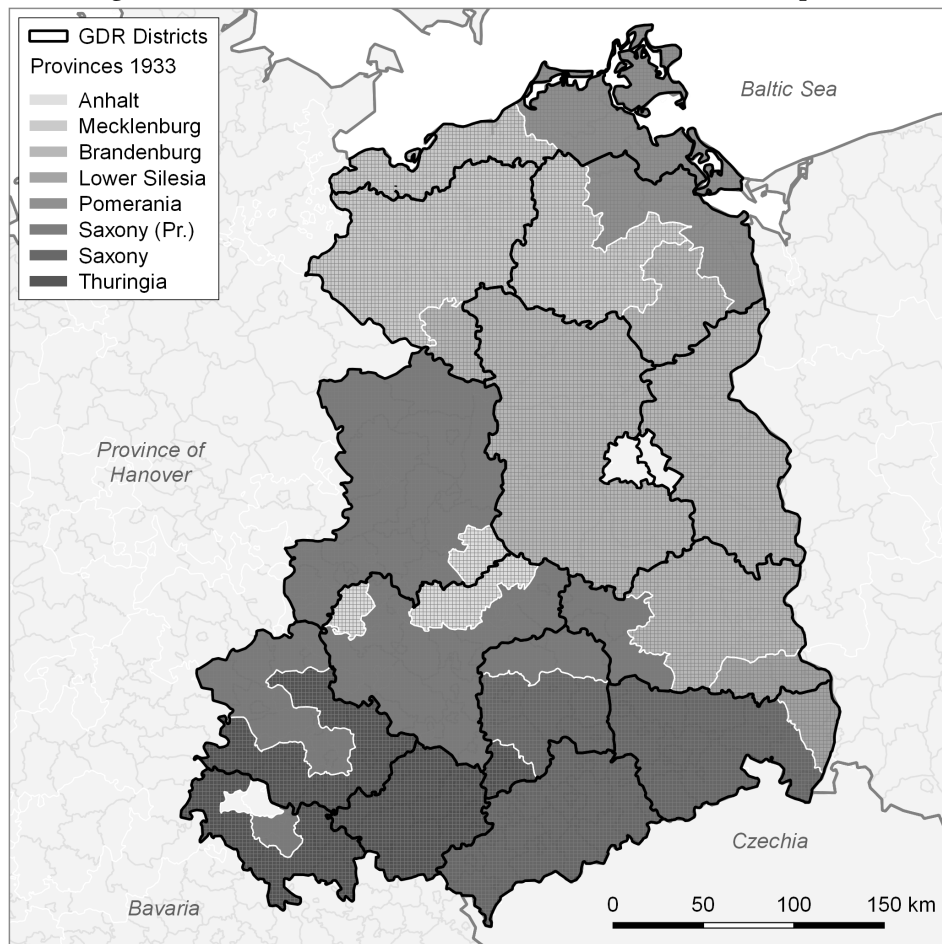 GDR Districts
Provinces 1933
Anhalt
Mecklenburg
Brandenburg
Lower Silesia
Pomerania
Saxony (Pr.)
Saxony
Thuringia
Baltic Sea
Province of
Hanover
Czechia
Bavaria
0 50 100 150 km